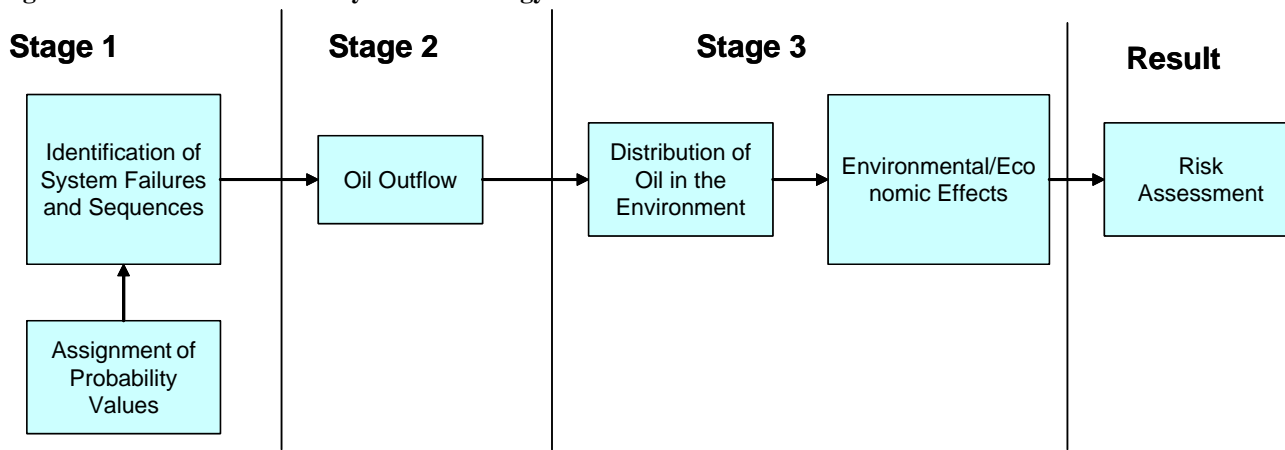 Stage 1
Stage 2
Stage 3
Result
Identification of
System Failures
and Sequences
Oil Outflow
Distribution of
Oil in the
Environment
Environmental/Eco
nomic Effects
Risk
Assessment
Assignment of
Probability
Values